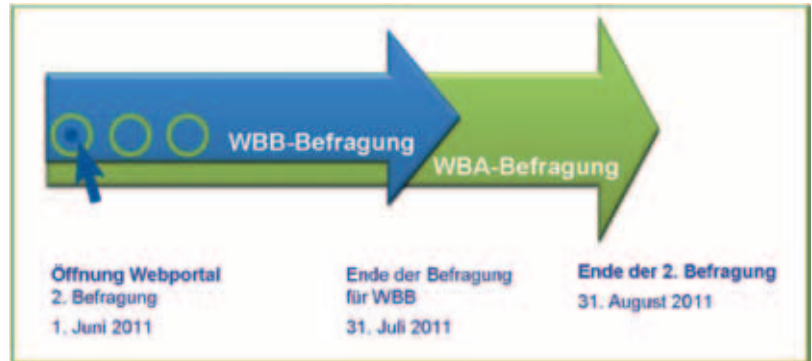 WBB-Befragung
WBA-Befragung
Öffnung Webportal
2. Befragung
1. Juni 2011
Ende der Befragung
für WBB
31. Juli 2011
Ende der 2. Befragung
31. August 2011